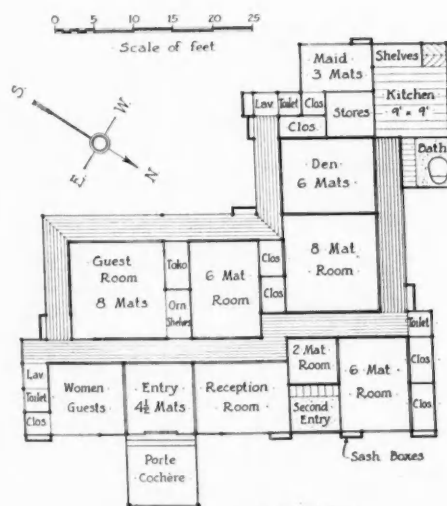 0 5 10 15 20 25
Scale of feet
S.
W.
E.
N
Maid
3 Mats
Shelves
Kitchen
9' × 9'
Lav
Toilet
Clos
Clos
Stores
Bath
Den
6 Mats
8 Mat
Room
Guest
Room
8 Mats
Toko
Orn
Shelves
6 Mat
Room
Clos
Clos
Toilet
Clos
Clos
Lav
Toilet
Clos
Women
Guests
Entry
4½ Mats
Reception
Room
2 Mat
Room
Second
Entry
6 Mat
Room
Sash Boxes
Porte
Cochère